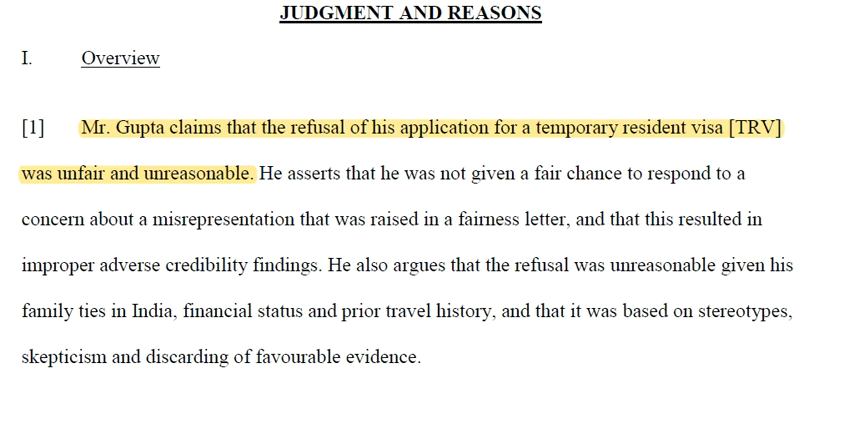 JUDGMENT AND REASONS
I. Overview
[1] Mr. Gupta claims that the refusal of his application for a temporary resident visa [TRV]
was unfair and unreasonable. He asserts that he was not given a fair chance to respond to a
concern about a misrepresentation that was raised in a fairness letter, and that this resulted in
improper adverse credibility findings. He also argues that the refusal was unreasonable given his
family ties in India, financial status and prior travel history, and that it was based on stereotypes,
skepticism and discarding of favourable evidence.